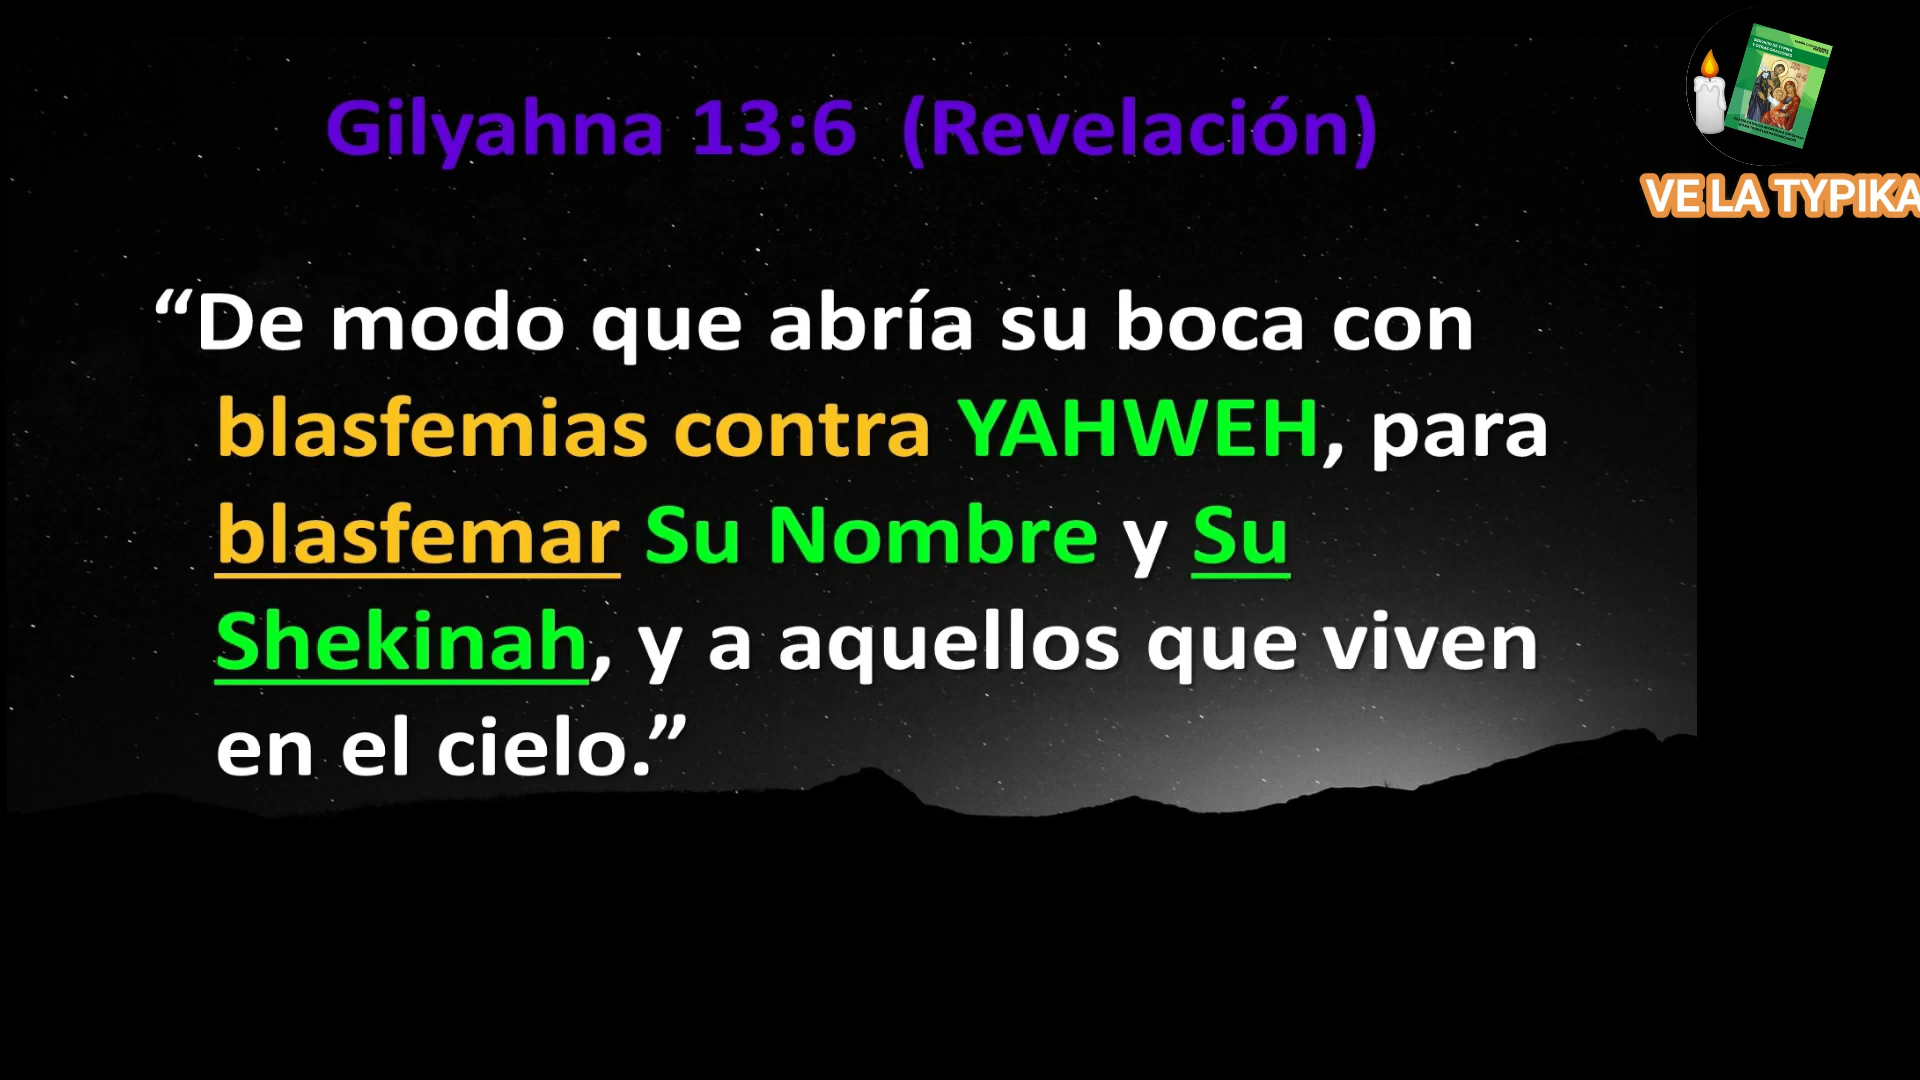 Gilyahna 13:6 (Revelación)
VE LA TYPIKA
“De modo que abría su boca con
blasfemias contra YAHWEH, para
blasfemar Su Nombre y Su
Shekinah, y a aquellos que viven
en el cielo.”